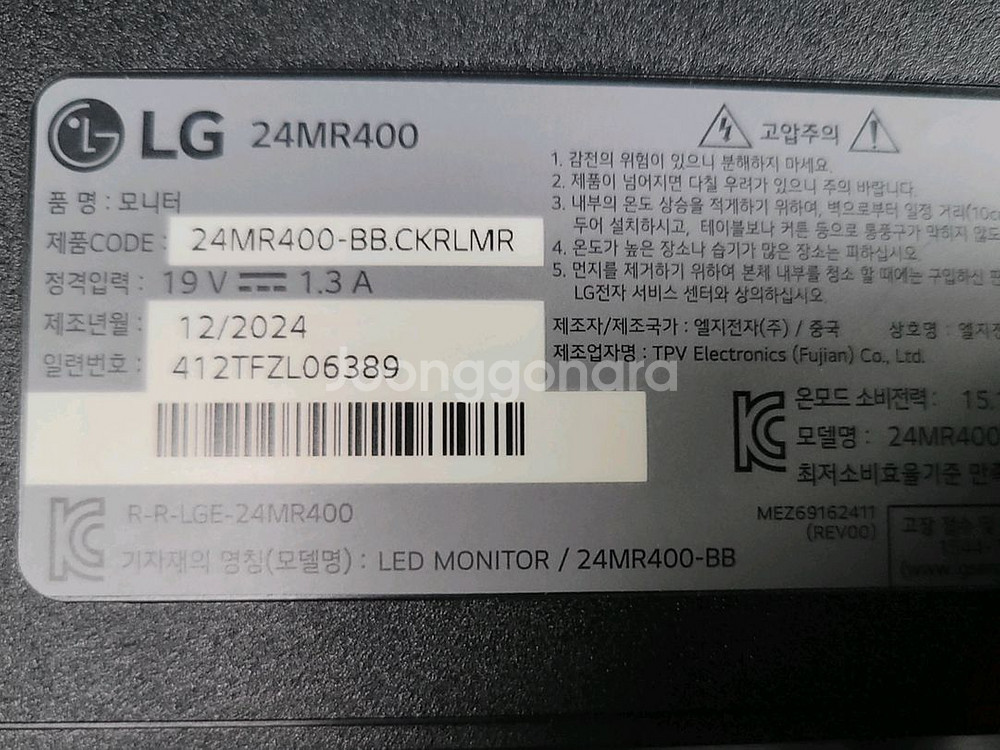 LG 24MR400
품 명 : 모니터
제품CODE : 24MR400-BB.CKRLMR
정격입력 : 19 V 1.3 A
제조년월 : 12/2024
일련번호 : 412TFZL06389
R-R-LGE-24MR400
기자재의 명칭(모델명) : LED MONITOR / 24MR400-BB
고압주의
1. 감전의 위험이 있으니 분해하지 마세요.
2. 제품이 넘어지면 다칠 우려가 있으니 주의 바랍니다.
3. 내부의 온도 상승을 적게하기 위하여, 벽으로부터 일정 거리(10c
두어 설치하시고, 테이블보나 커튼 등으로 통풍구가 막히지 않도
4. 온도가 높은 장소나 습기가 많은 장소는 피하십시오.
5. 먼지를 제거하기 위하여 본체 내부를 청소 할 때에는 구입하신
LG전자 서비스 센터와 상의하십시오.
제조자/제조국가 : 엘지전자(주) / 중국 상호명 : 엘지
제조업자명 : TPV Electronics (Fujian) Co., Ltd.
온모드 소비전력 : 15.
모델명 : 24MR400
최저소비효율기준 만족
MEZ69162411
(REV00)
Joonggonara